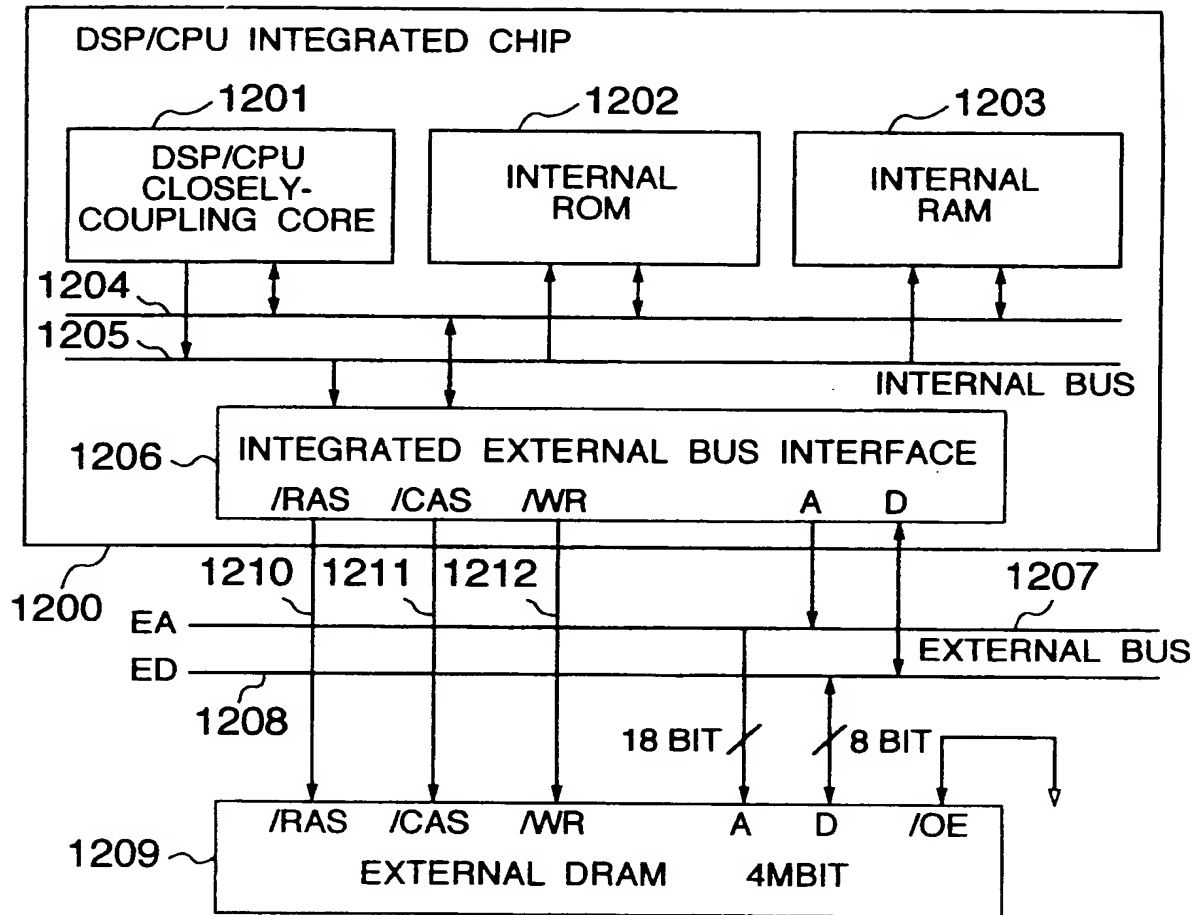 DSP/CPU INTEGRATED CHIP
1201
1202
1203
DSP/CPU
CLOSELY-
COUPLING CORE
INTERNAL
ROM
INTERNAL
RAM
1204
1205
INTERNAL BUS
1206
INTEGRATED EXTERNAL BUS INTERFACE
/RAS /CAS /WR A D
1200
1210
1211
1212
1207
EA
EXTERNAL BUS
ED
1208
18 BIT
8 BIT
/RAS /CAS /WR A D /OE
1209
EXTERNAL DRAM 4MBIT